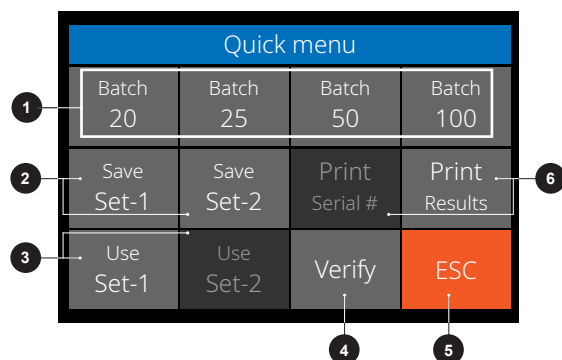 Quick menu
Batch
20
Batch
25
Batch
50
Batch
100
1
Save
Set-1
Save
Set-2
Print
Serial #
Print
Results
2
6
Use
Set-1
Use
Set-2
Verify
ESC
3
4
5